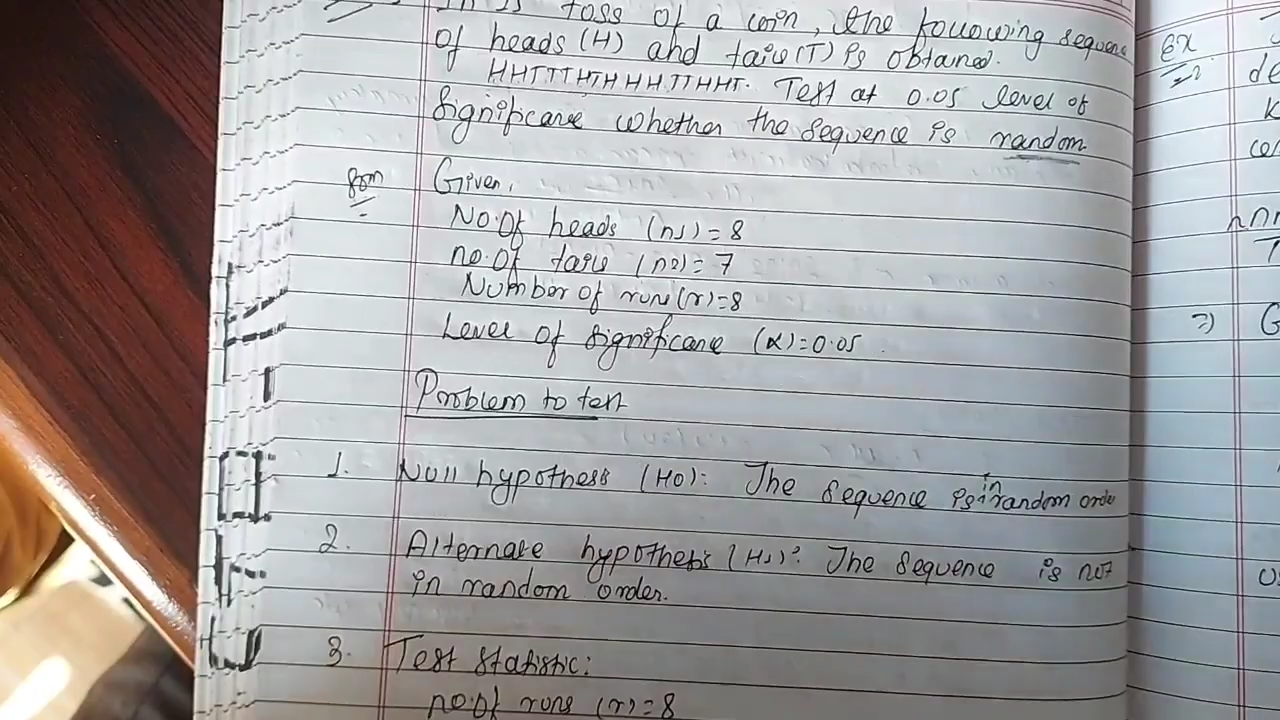 toss of a coin, the following sequence
of heads (H) and tails (T) is obtained.
HHTTTHTHHHTTHHT. Test at 0.05 level of
Significance whether the sequence is random
Given,
No. of heads (n1) = 8
no. of tails (n2) = 7
Number of runs (r) = 8
Level of significance (α) = 0.05.
Problem to test
1. Null hypothesis (H0): The sequence is in random order
2. Alternate hypothesis (H1): The sequence is not
in random order.
3. Test statistic:
no. of runs (r) = 8
Ex
de